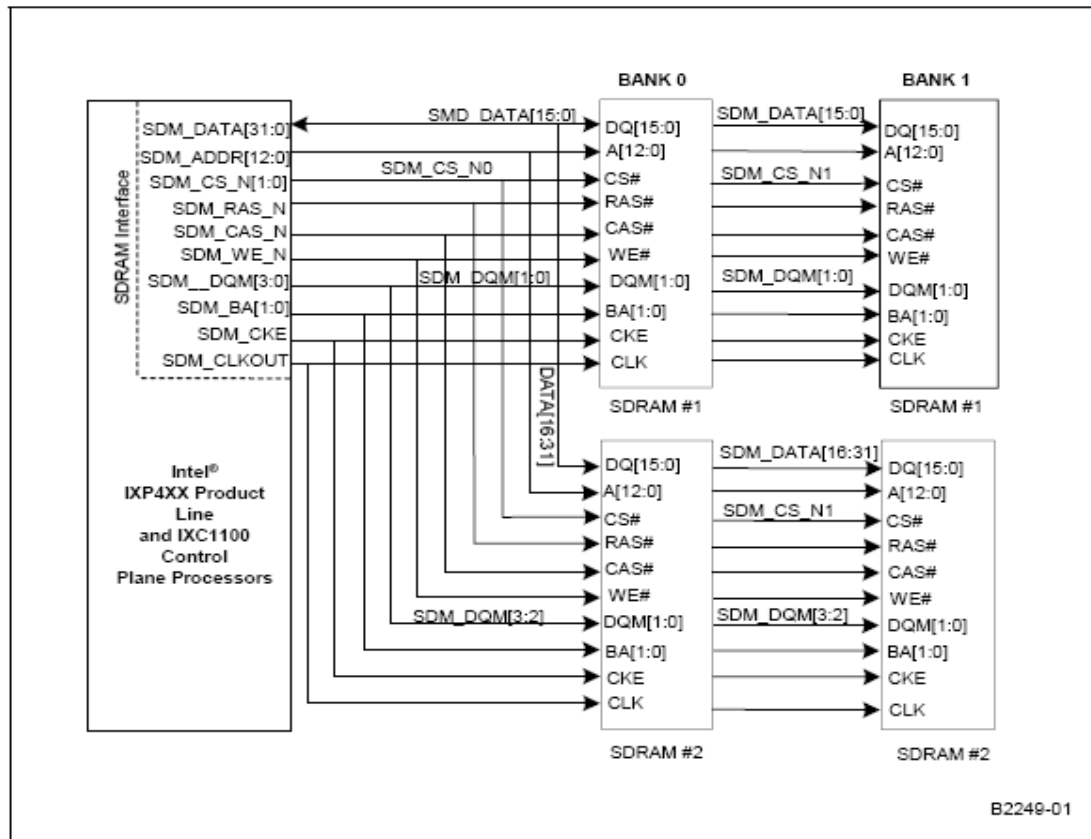 BANK 0
BANK 1
SDRAM Interface
SDM_DATA[31:0]
SDM_ADDR[12:0]
SDM_CS_N[1:0]
SDM_RAS_N
SDM_CAS_N
SDM_WE_N
SDM__DQM[3:0]
SDM_BA[1:0]
SDM_CKE
SDM_CLKOUT
Intel®
IXP4XX Product
Line
and IXC1100
Control
Plane Processors
SMD_DATA[15:0]
SDM_CS_N0
SDM_DQM[1:0]
DATA[16:31]
SDM_DQM[3:2]
DQ[15:0]
A[12:0]
CS#
RAS#
CAS#
WE#
DQM[1:0]
BA[1:0]
CKE
CLK
SDRAM #1
SDM_DATA[15:0]
SDM_CS_N1
SDM_DQM[1:0]
DQ[15:0]
A[12:0]
CS#
RAS#
CAS#
WE#
DQM[1:0]
BA[1:0]
CKE
CLK
SDRAM #1
DQ[15:0]
A[12:0]
CS#
RAS#
CAS#
WE#
DQM[1:0]
BA[1:0]
CKE
CLK
SDRAM #2
SDM_DATA[16:31]
SDM_CS_N1
SDM_DQM[3:2]
DQ[15:0]
A[12:0]
CS#
RAS#
CAS#
WE#
DQM[1:0]
BA[1:0]
CKE
CLK
SDRAM #2
B2249-01